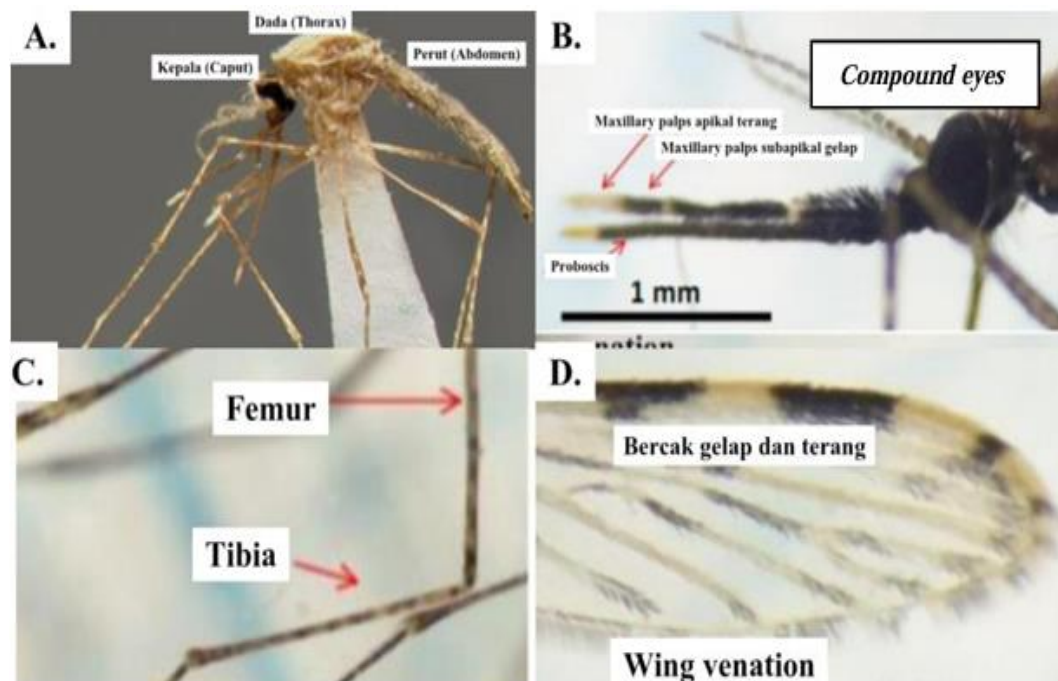 A.
Dada (Thorax)
Perut (Abdomen)
Kepala (Caput)
B.
Compound eyes
Maxillary palps apikal terang
Maxillary palps subapikal gelap
Proboscis
1 mm
C.
Femur
Tibia
D.
Bercak gelap dan terang
Wing venation